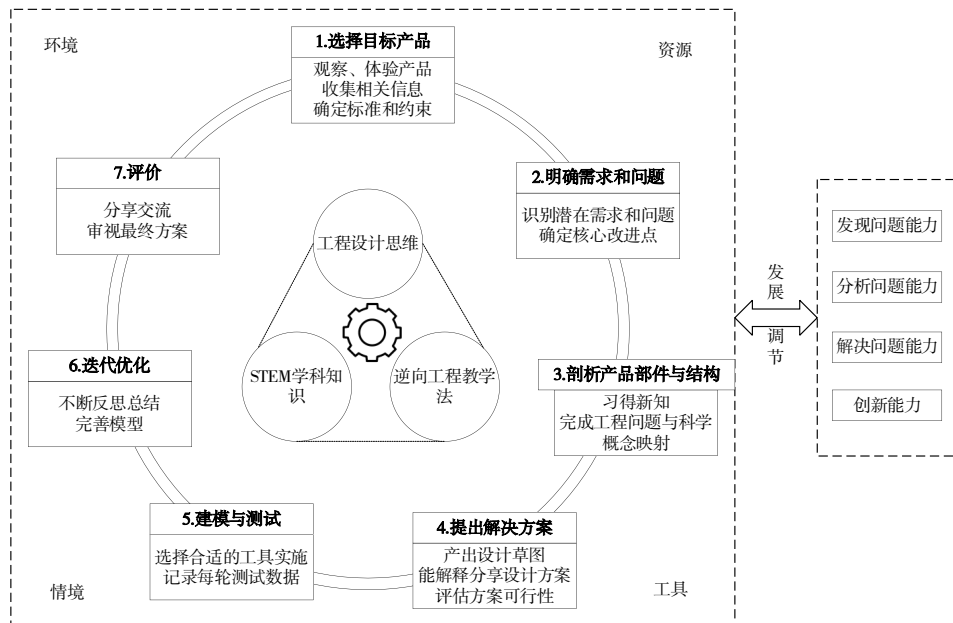 环境
资源
1.选择目标产品
观察、体验产品
收集相关信息
确定标准和约束
2.明确需求和问题
识别潜在需求和问题
确定核心改进点
3.剖析产品部件与结构
习得新知
完成工程问题与科学
概念映射
4.提出解决方案
产出设计草图
能解释分享设计方案
评估方案可行性
5.建模与测试
选择合适的工具实施
记录每轮测试数据
6.迭代优化
不断反思总结
完善模型
7.评价
分享交流
审视最终方案
工程设计思维
STEM学科知
识
逆向工程教学
法
情境
工具
发
展
调
节
发现问题能力
分析问题能力
解决问题能力
创新能力